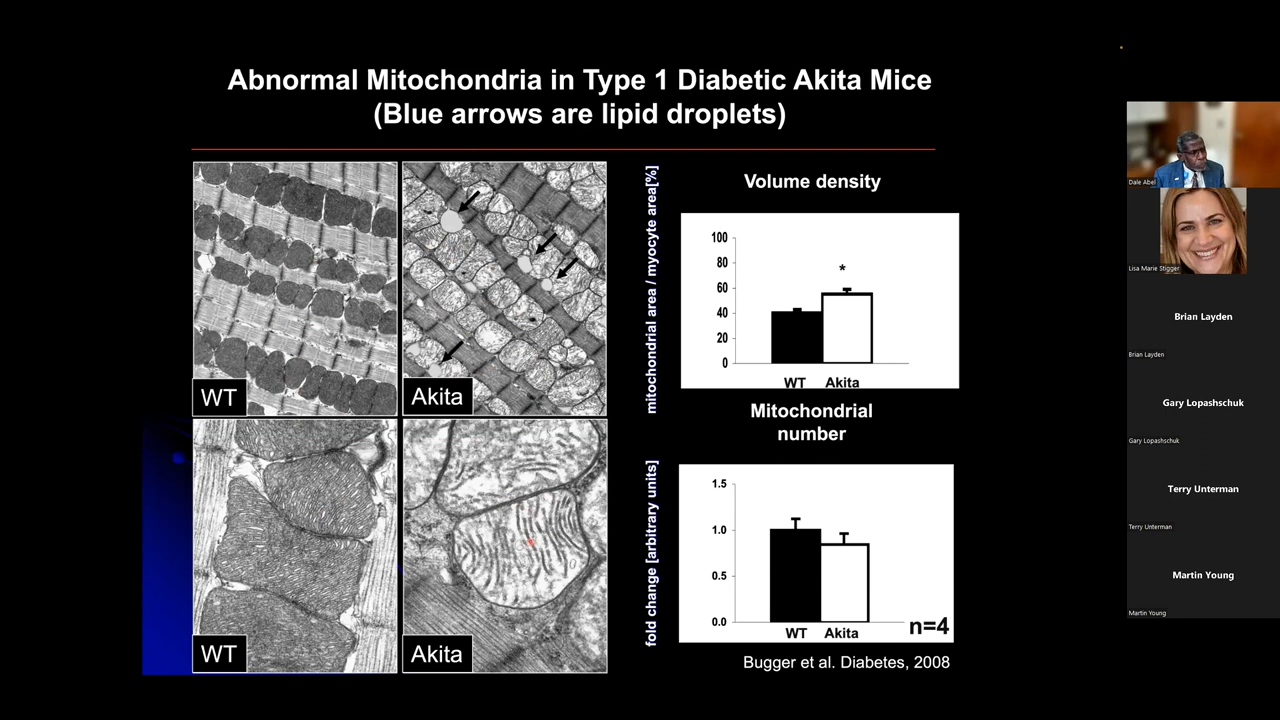 Abnormal Mitochondria in Type 1 Diabetic Akita Mice
(Blue arrows are lipid droplets)
WT
Akita
WT
Akita
mitochondrial area / myocyte area[%]
Volume density
100
80
60
40
20
0
*
WT Akita
Mitochondrial
number
fold change [arbitrary units]
1.5
1.0
0.5
0.0
WT Akita
n=4
Bugger et al. Diabetes, 2008
Dale Abel
Lisa Marie Stigger
Brian Layden
Brian Layden
Gary Lopashschuk
Gary Lopashschuk
Terry Unterman
Terry Unterman
Martin Young
Martin Young